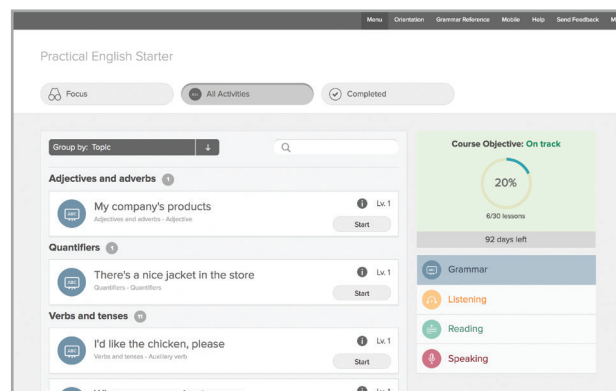 Menu Orientation Grammar Reference Mobile Help Send Feedback
Practical English Starter
Focus All Activities Completed
Group by: Topic
Adjectives and adverbs 1
My company's products
Adjectives and adverbs - Adjective
Lv. 1
Start
Quantifiers 1
There's a nice jacket in the store
Quantifiers - Quantifiers
Lv. 1
Start
Verbs and tenses 11
I'd like the chicken, please
Verbs and tenses - Auxiliary verb
Lv. 1
Start
Course Objective: On track
20%
6/30 lessons
92 days left
ABC Grammar
Listening
Reading
Speaking